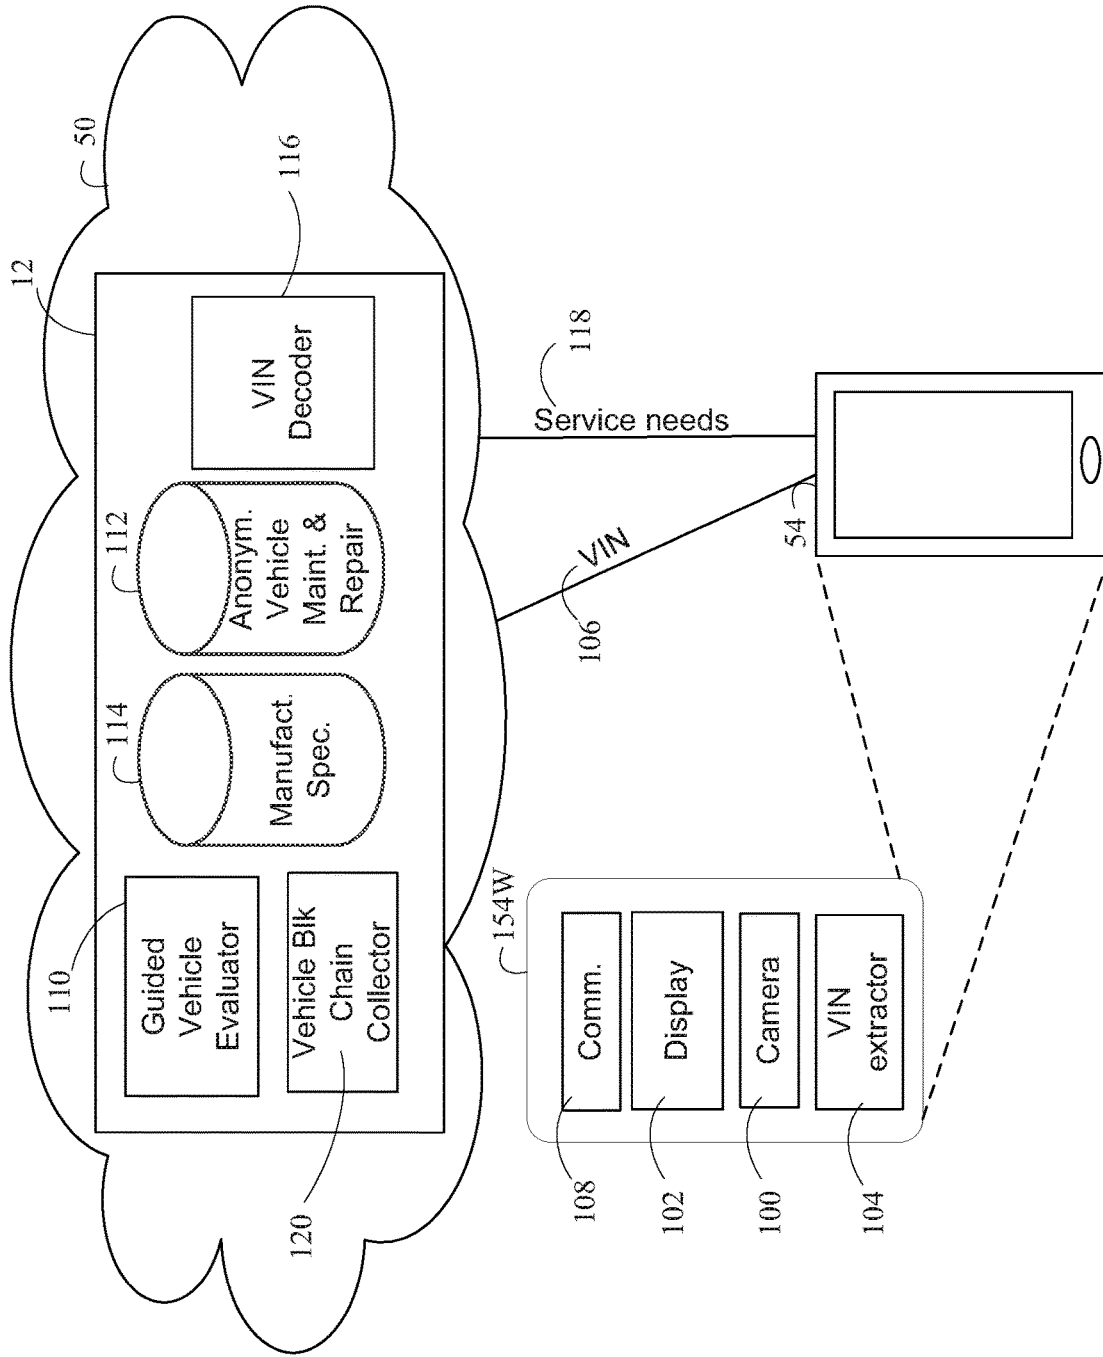 50
12
110
Guided
Vehicle
Evaluator
114
Manufact.
Spec.
112
Anonym.
Vehicle
Maint. &
Repair
116
VIN
Decoder
120
Vehicle Blk
Chain
Collector
106
VIN
118
Service needs
54
154W
108
Comm.
102
Display
100
Camera
104
VIN
extractor